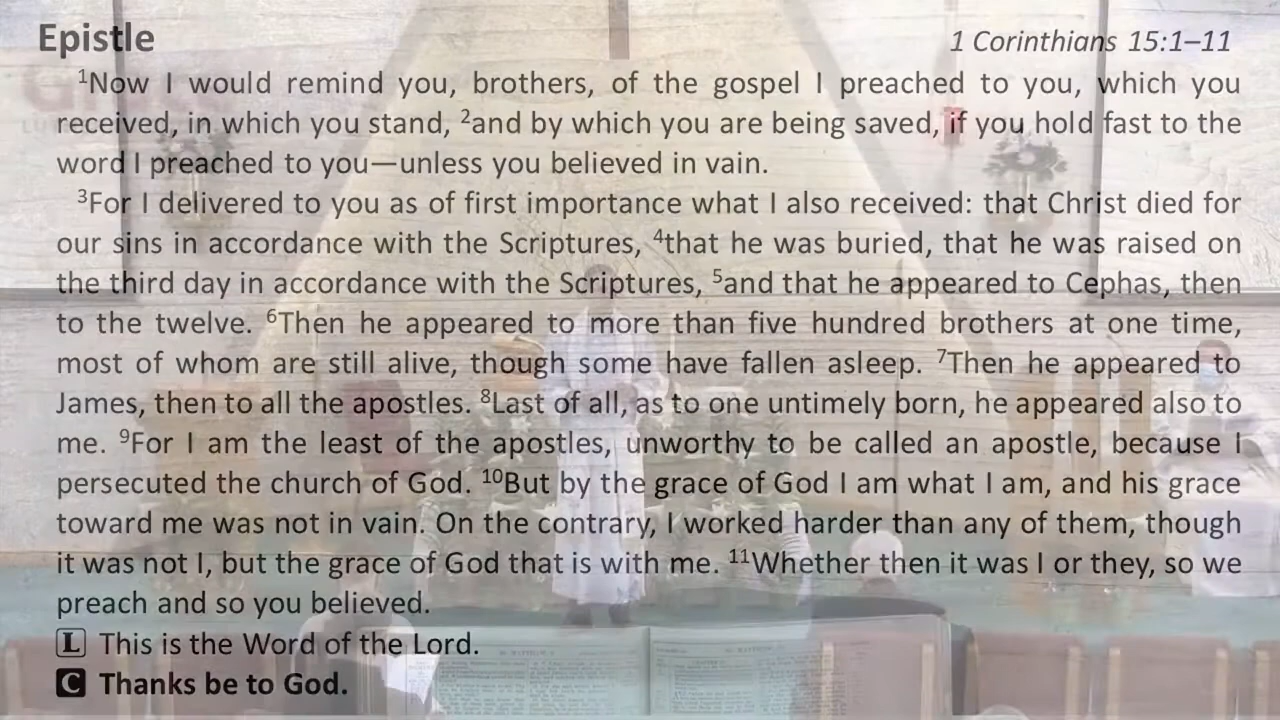 Epistle 1 Corinthians 15:1–11
¹Now I would remind you, brothers, of the gospel I preached to you, which you
received, in which you stand, ²and by which you are being saved, if you hold fast to the
word I preached to you—unless you believed in vain.
³For I delivered to you as of first importance what I also received: that Christ died for
our sins in accordance with the Scriptures, ⁴that he was buried, that he was raised on
the third day in accordance with the Scriptures, ⁵and that he appeared to Cephas, then
to the twelve. ⁶Then he appeared to more than five hundred brothers at one time,
most of whom are still alive, though some have fallen asleep. ⁷Then he appeared to
James, then to all the apostles. ⁸Last of all, as to one untimely born, he appeared also to
me. ⁹For I am the least of the apostles, unworthy to be called an apostle, because I
persecuted the church of God. ¹⁰But by the grace of God I am what I am, and his grace
toward me was not in vain. On the contrary, I worked harder than any of them, though
it was not I, but the grace of God that is with me. ¹¹Whether then it was I or they, so we
preach and so you believed.
L This is the Word of the Lord.
C Thanks be to God.